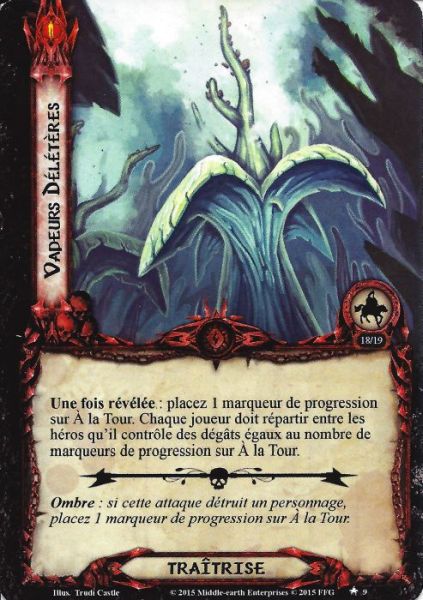 Vapeurs Délétères
18/19
Une fois révélée : placez 1 marqueur de progression
sur À la Tour. Chaque joueur doit répartir entre les
héros qu'il contrôle des dégâts égaux au nombre de
marqueurs de progression sur À la Tour.
Ombre : si cette attaque détruit un personnage,
placez 1 marqueur de progression sur À la Tour.
TRAÎTRISE
Illus. Trudi Castle © 2015 Middle-earth Enterprises © 2015 FFG 9